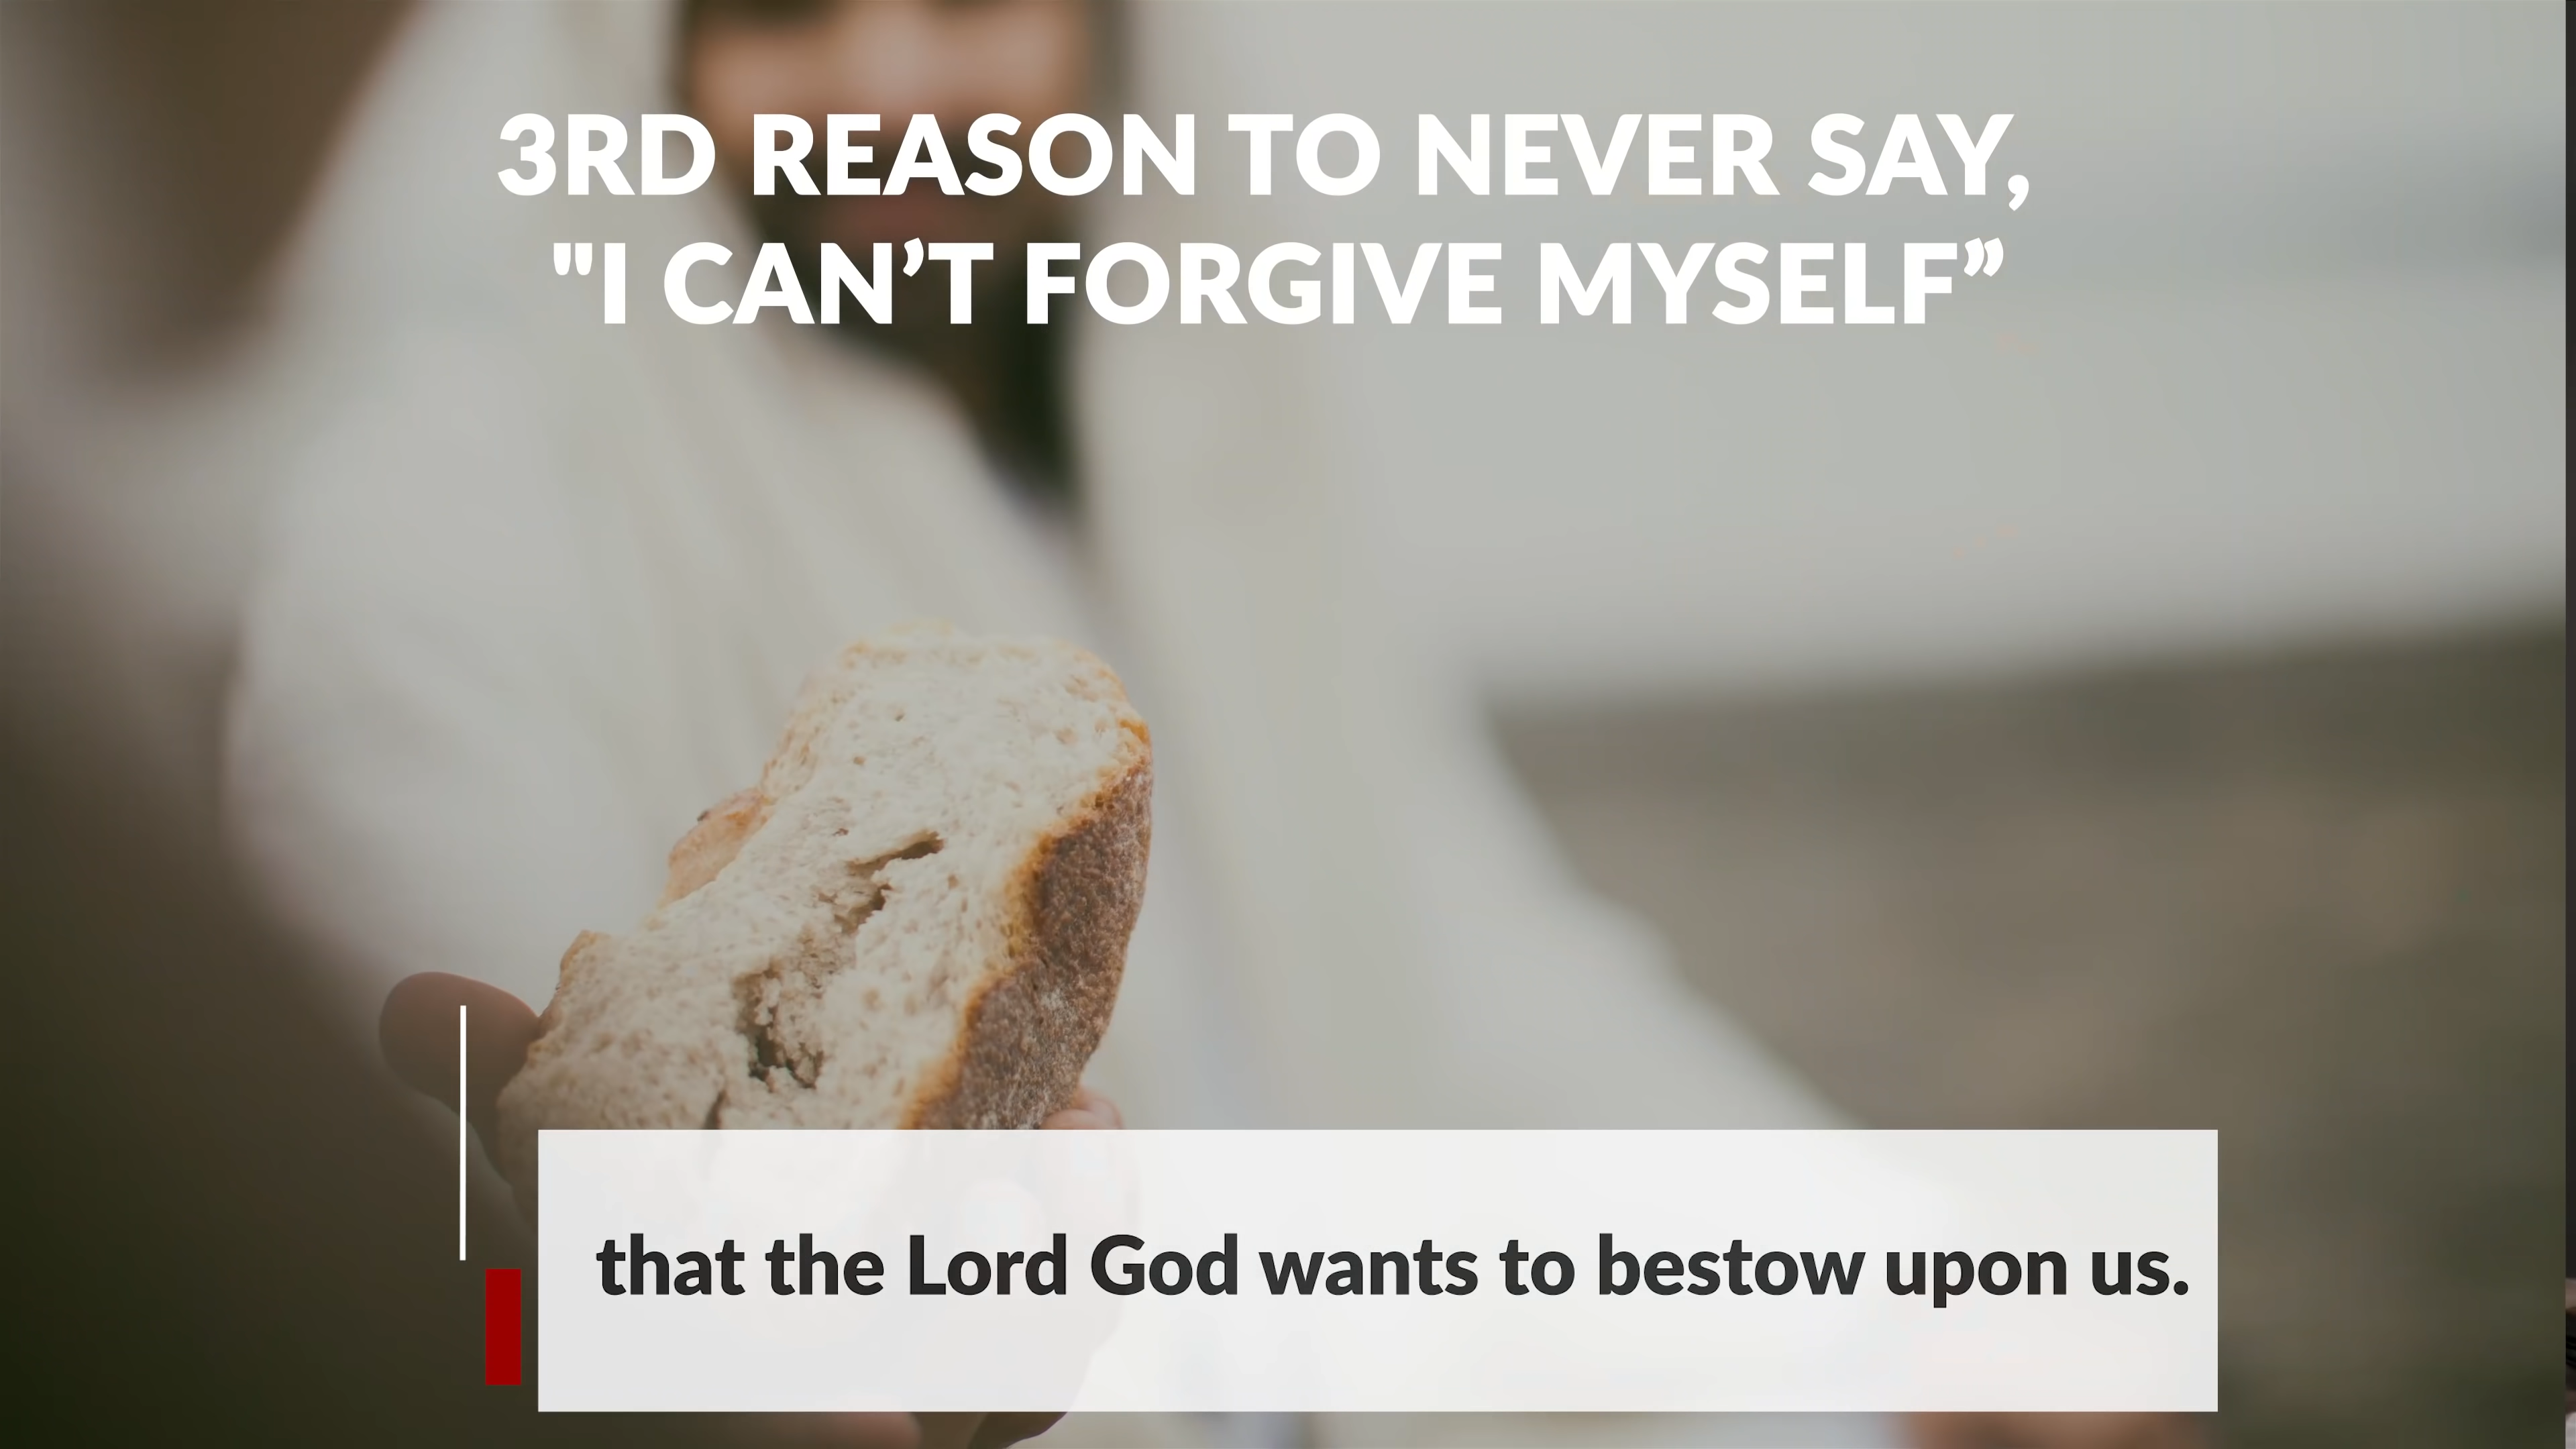 3RD REASON TO NEVER SAY,
"I CAN’T FORGIVE MYSELF”
that the Lord God wants to bestow upon us.